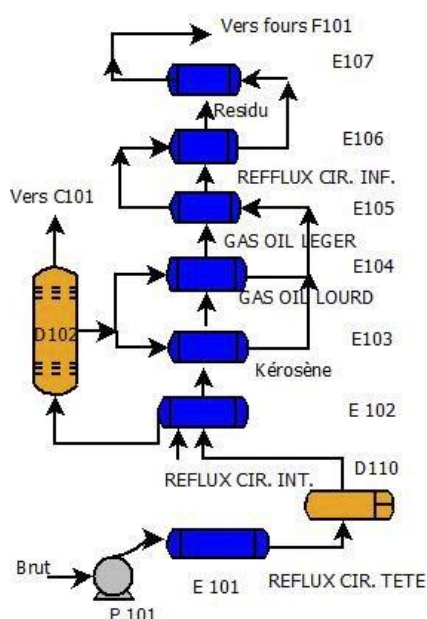 Vers fours F101
E107
Residu
E106
Vers C101
REFFLUX CIR. INF.
E105
GAS OIL LEGER
E104
GAS OIL LOURD
D102
E103
Kérosène
E 102
D110
REFLUX CIR. INT.
Brut
E 101
REFLUX CIR. TETE
P 101